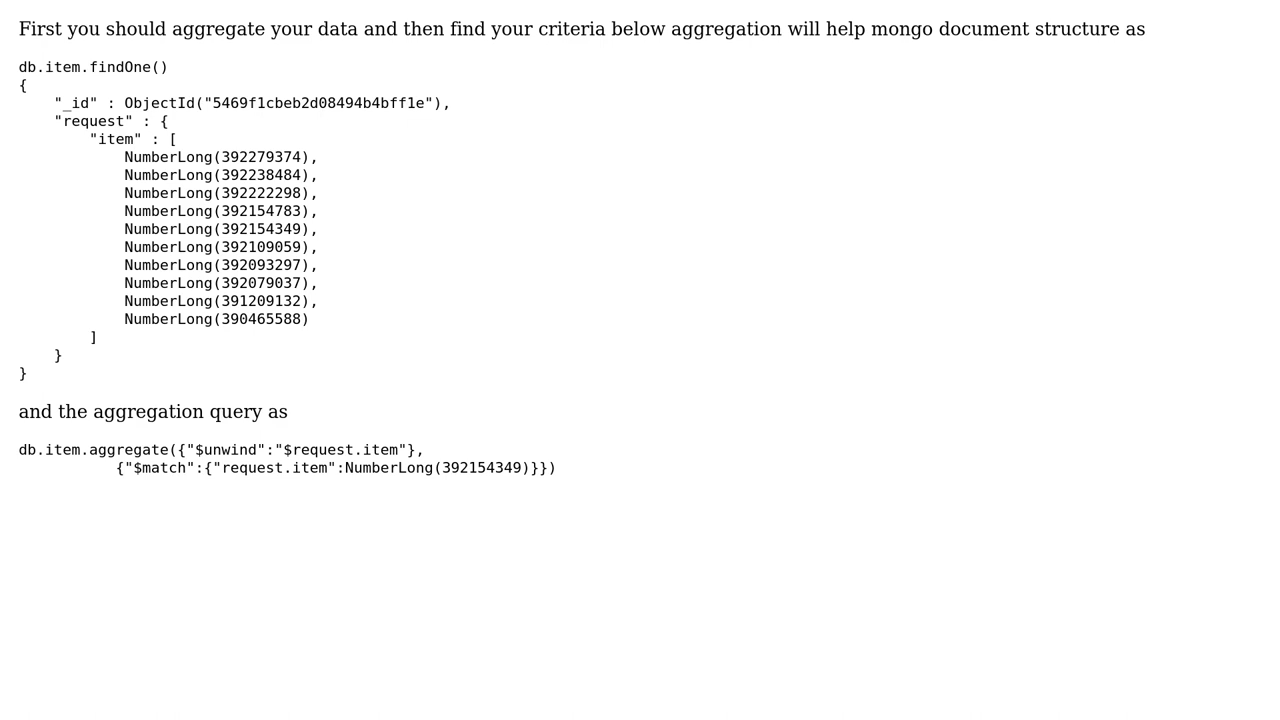 First you should aggregate your data and then find your criteria below aggregation will help mongo document structure as
db.item.findOne()
{
    "_id" : ObjectId("5469f1cbeb2d08494b4bff1e"),
    "request" : {
        "item" : [
            NumberLong(392279374),
            NumberLong(392238484),
            NumberLong(392222298),
            NumberLong(392154783),
            NumberLong(392154349),
            NumberLong(392109059),
            NumberLong(392093297),
            NumberLong(392079037),
            NumberLong(391209132),
            NumberLong(390465588)
        ]
    }
}
and the aggregation query as
db.item.aggregate({"$unwind":"$request.item"},
           {"$match":{"request.item":NumberLong(392154349)}})